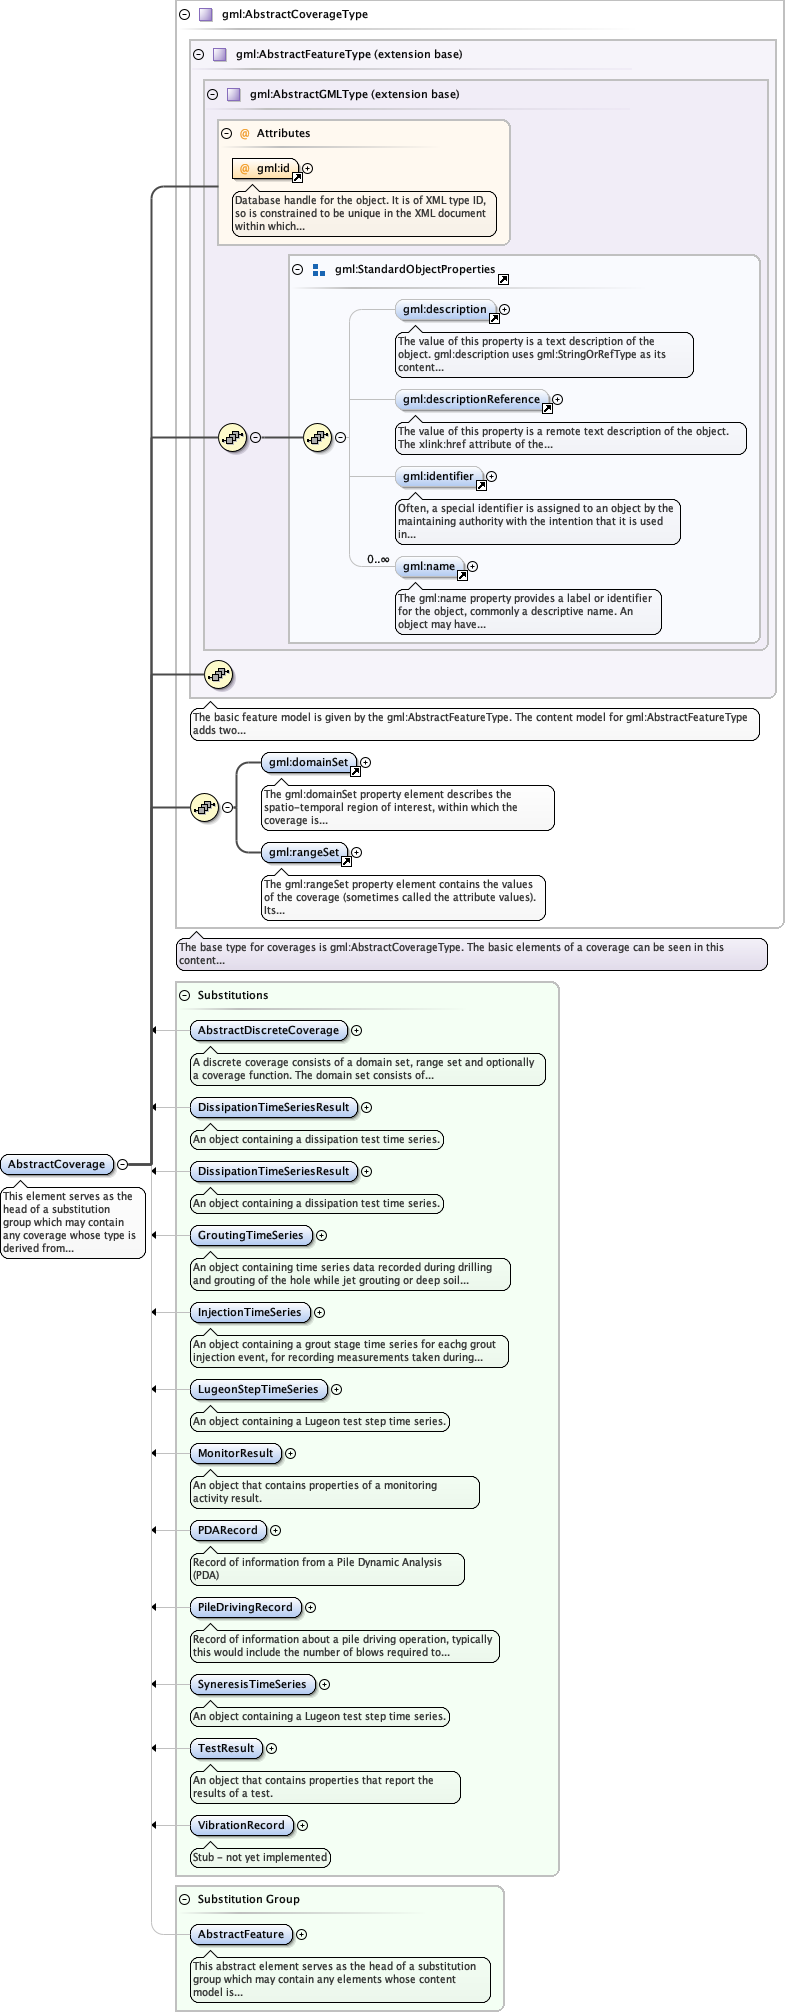 gml:AbstractCoverageType
gml:AbstractFeatureType (extension base)
gml:AbstractGMLType (extension base)
@ Attributes
@ gml:id
Database handle for the object. It is of XML type ID,
so is constrained to be unique in the XML document
within which...
gml:StandardObjectProperties
gml:description
The value of this property is a text description of the
object. gml:description uses gml:StringOrRefType as its
content...
gml:descriptionReference
The value of this property is a remote text description of the object.
The xlink:href attribute of the...
gml:identifier
Often, a special identifier is assigned to an object by the
maintaining authority with the intention that it is used
in...
0..∞
gml:name
The gml:name property provides a label or identifier
for the object, commonly a descriptive name. An
object may have...
The basic feature model is given by the gml:AbstractFeatureType. The content model for gml:AbstractFeatureType
adds two...
gml:domainSet
The gml:domainSet property element describes the
spatio-temporal region of interest, within which the
coverage is...
gml:rangeSet
The gml:rangeSet property element contains the values
of the coverage (sometimes called the attribute values).
Its...
The base type for coverages is gml:AbstractCoverageType. The basic elements of a coverage can be seen in this
content...
Substitutions
AbstractDiscreteCoverage
A discrete coverage consists of a domain set, range set and optionally
a coverage function. The domain set consists of...
DissipationTimeSeriesResult
An object containing a dissipation test time series.
AbstractCoverage
This element serves as the
head of a substitution
group which may contain
any coverage whose type is
derived from...
DissipationTimeSeriesResult
An object containing a dissipation test time series.
GroutingTimeSeries
An object containing time series data recorded during drilling
and grouting of the hole while jet grouting or deep soil...
InjectionTimeSeries
An object containing a grout stage time series for eachg grout
injection event, for recording measurements taken during...
LugeonStepTimeSeries
An object containing a Lugeon test step time series.
MonitorResult
An object that contains properties of a monitoring
activity result.
PDARecord
Record of information from a Pile Dynamic Analysis
(PDA)
PileDrivingRecord
Record of information about a pile driving operation, typically
this would include the number of blows required to...
SyneresisTimeSeries
An object containing a Lugeon test step time series.
TestResult
An object that contains properties that report the
results of a test.
VibrationRecord
Stub - not yet implemented
Substitution Group
AbstractFeature
This abstract element serves as the head of a substitution
group which may contain any elements whose content
model is...